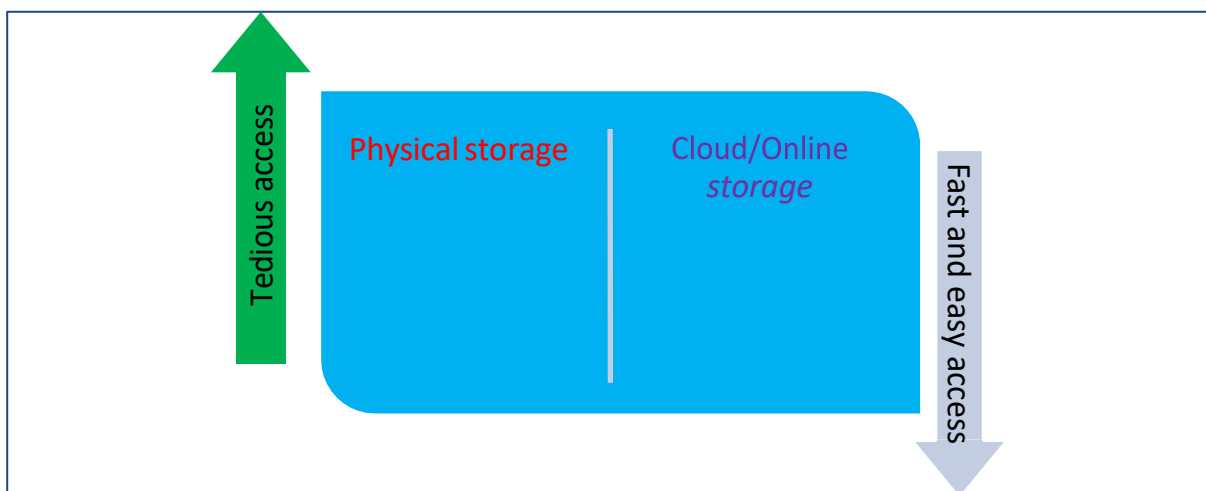 Tedious access
Physical storage
Cloud/Online
storage
Fast and easy access